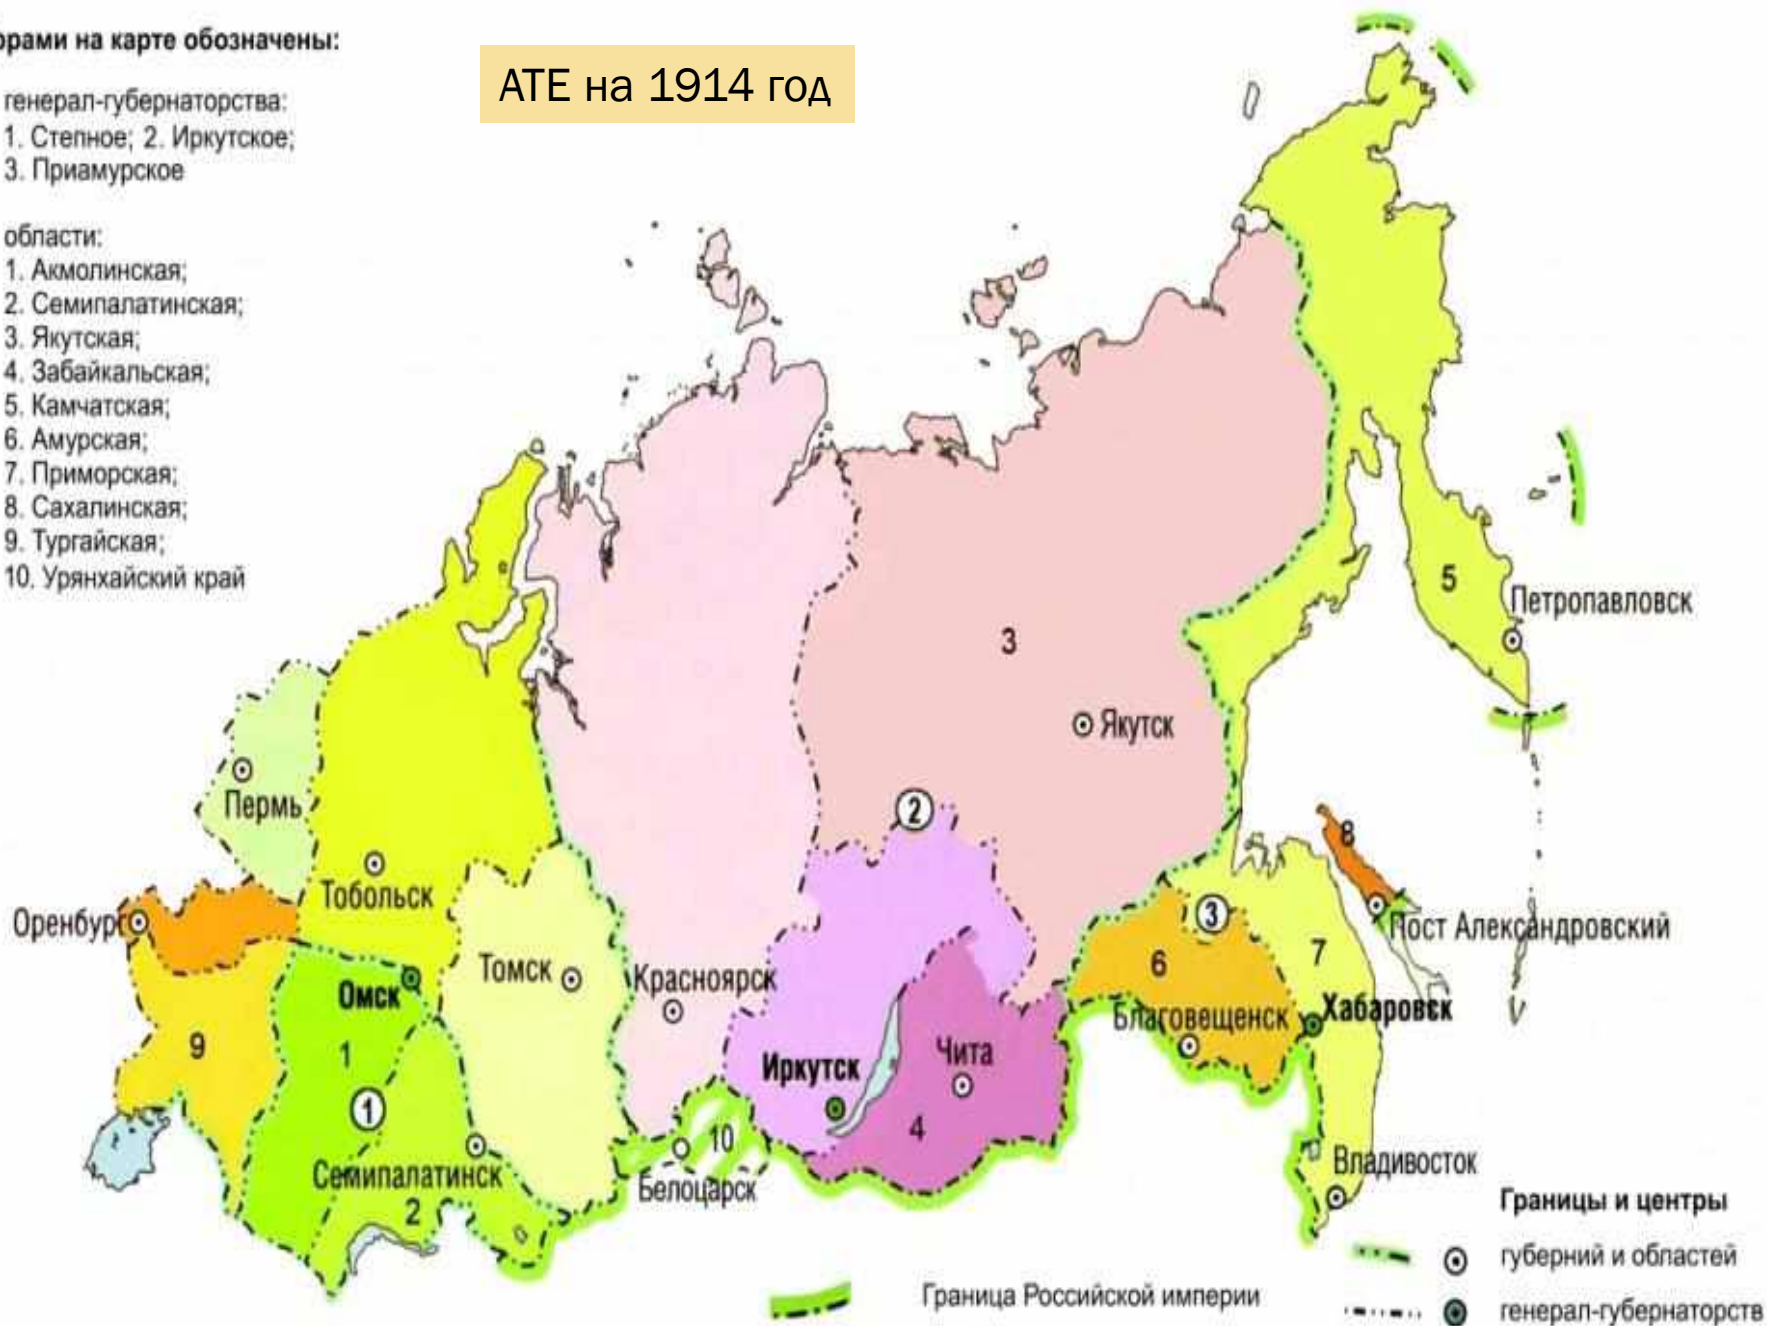 орами на карте обозначены:
АТЕ на 1914 год
генерал-губернаторства:
1. Степное; 2. Иркутское;
3. Приамурское
области:
1. Акмолинская;
2. Семипалатинская;
3. Якутская;
4. Забайкальская;
5. Камчатская;
6. Амурская;
7. Приморская;
8. Сахалинская;
9. Тургайская;
10. Урянхайский край
5
Петропавловск
3
Якутск
Пермь
2
8
Тобольск
Оренбург
3
Пост Александровский
Томск
Красноярск
6
7
Омск
Благовещенск
Хабаровск
9
1
Иркутск
Чита
1
10
4
Семипалатинск
Белоцарск
Владивосток
2
Границы и центры
губерний и областей
Граница Российской империи
генерал-губернаторств